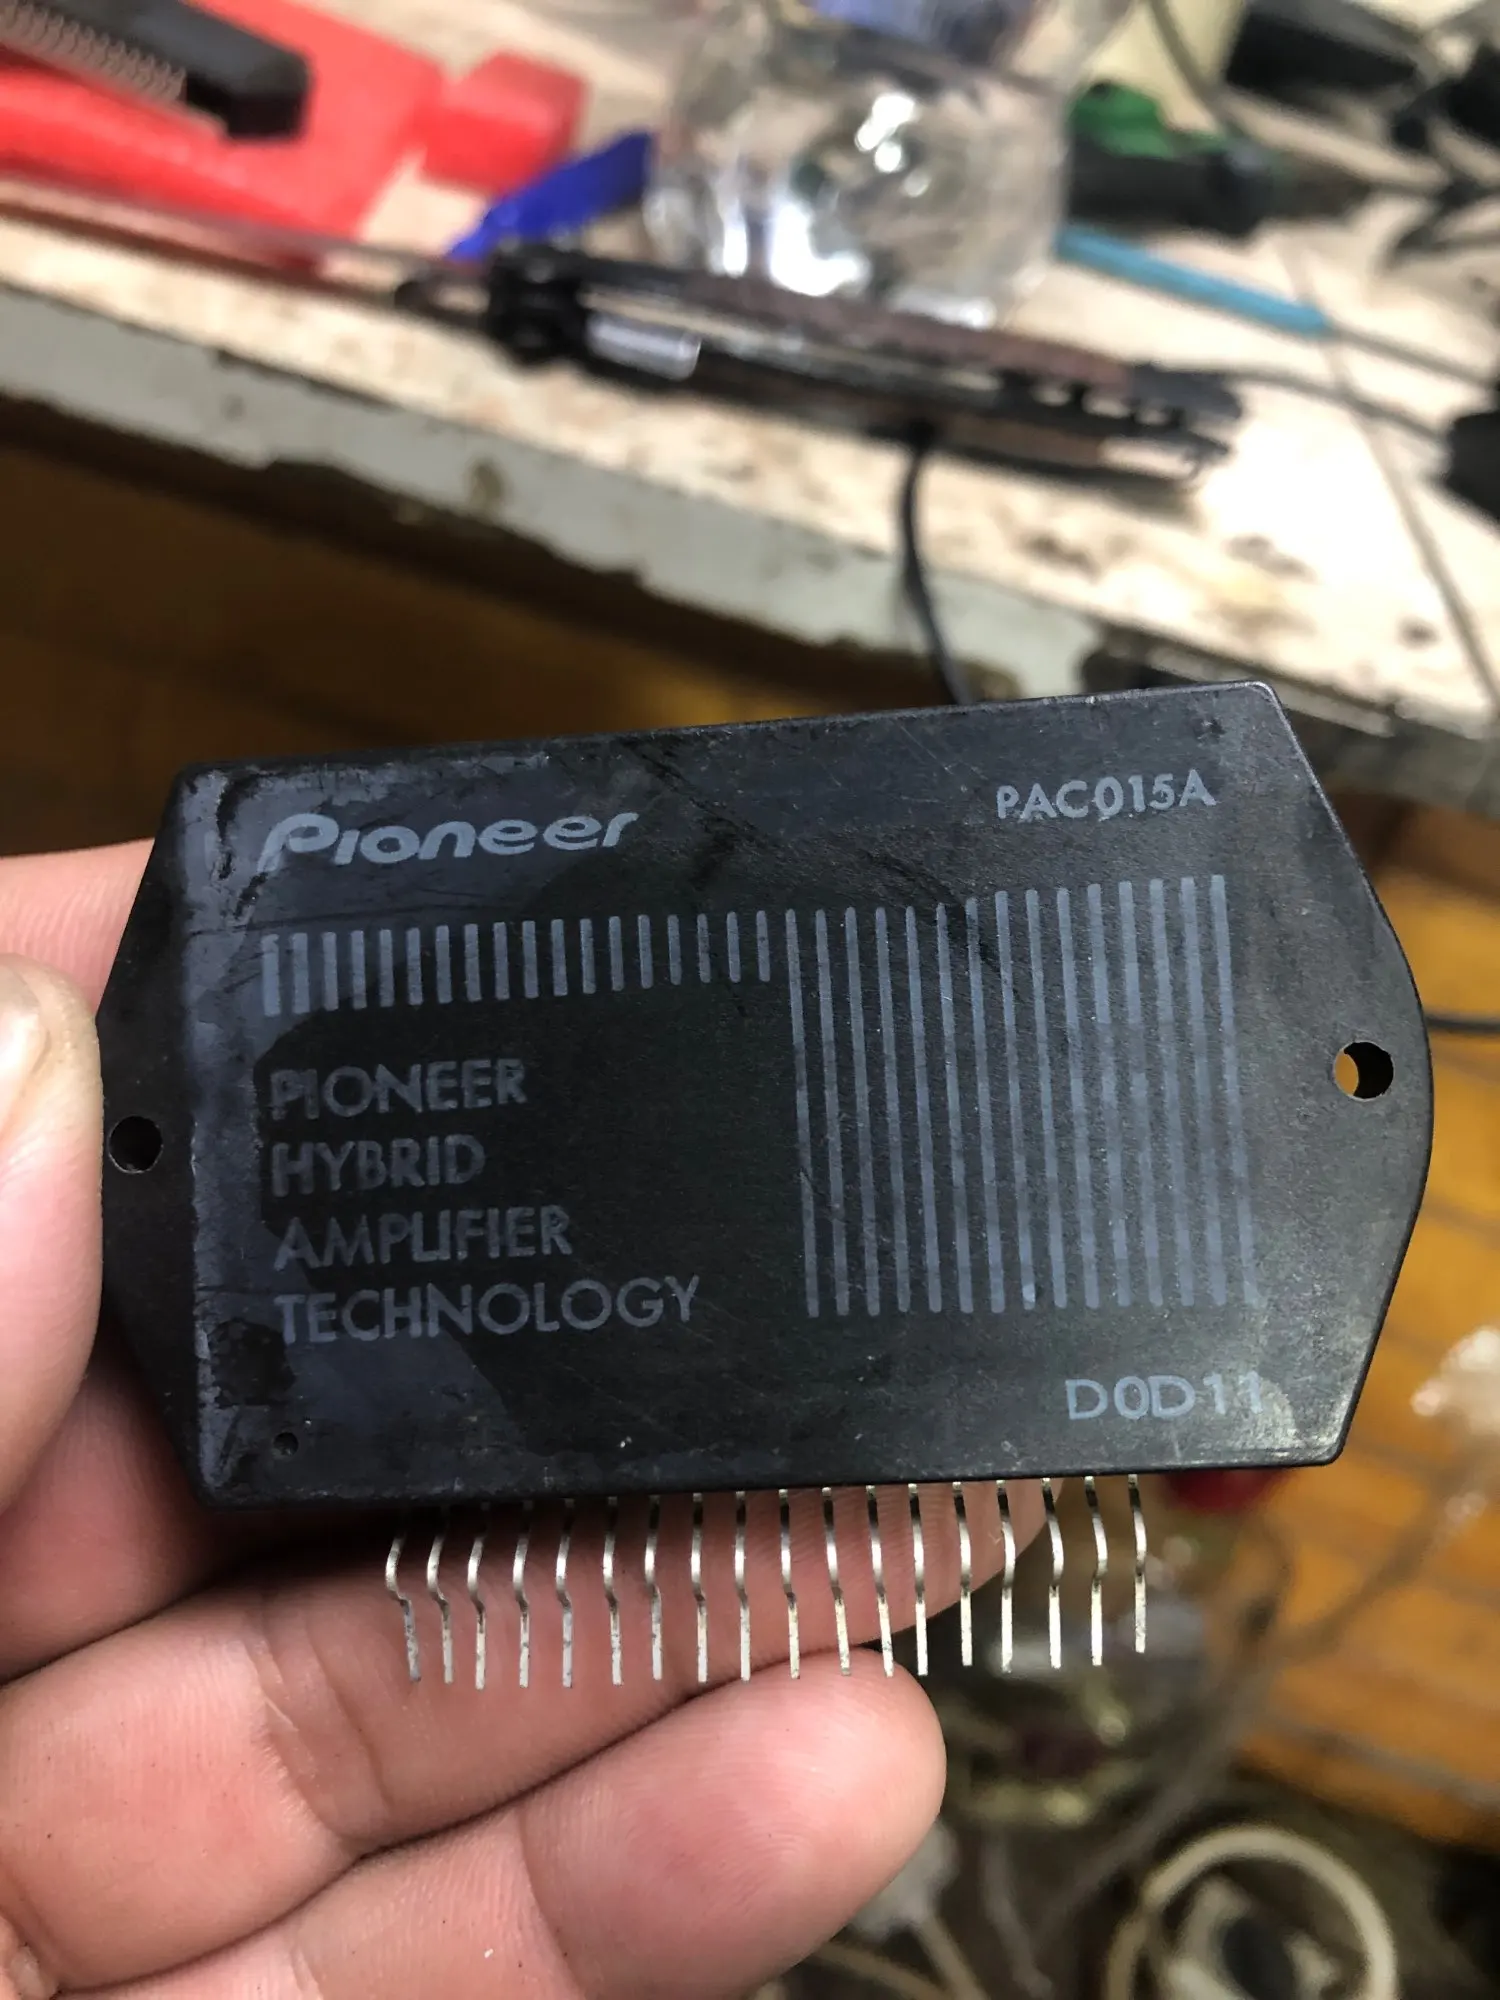 Pioneer
PAC015A
PIONEER
HYBRID
AMPLIFIER
TECHNOLOGY
D0D11